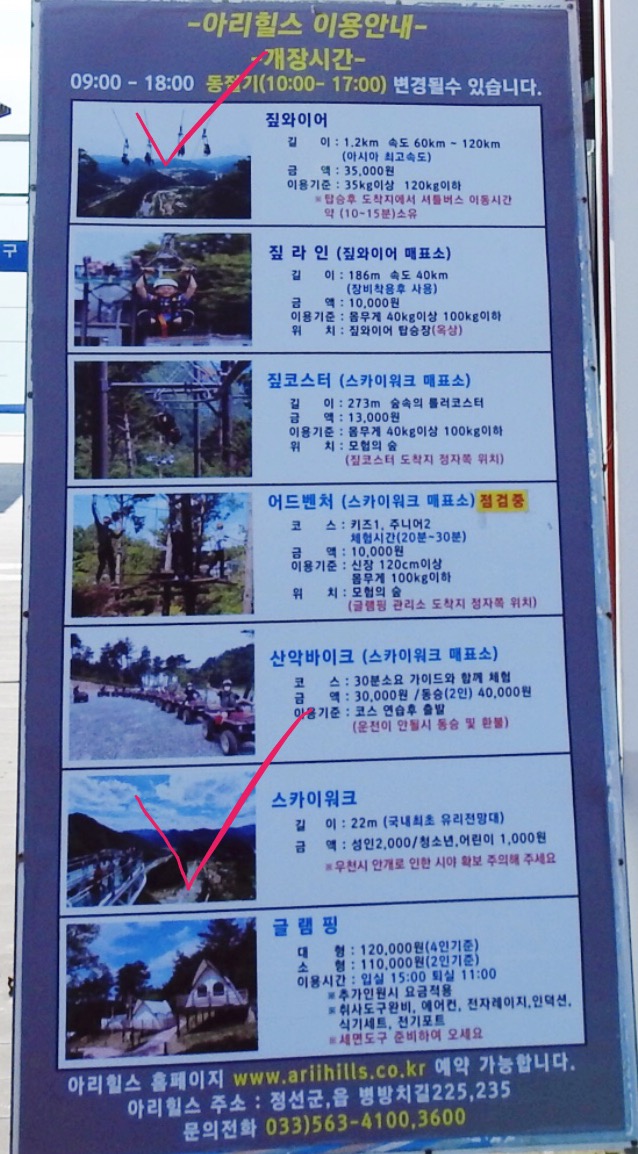 -아리힐스 이용안내-
-개장시간-
09:00 - 18:00 동절기(10:00- 17:00) 변경될수 있습니다.
구
짚와이어
길 이 : 1.2km 속도 60km ~ 120km
(아시아 최고속도)
금 액 : 35,000원
이용기준 : 35kg이상 120kg이하
※탑승후 도착지에서 셔틀버스 이동시간
약 (10~15분)소유
짚 라 인 (짚와이어 매표소)
길 이 : 186m 속도 40km
(장비착용후 사용)
금 액 : 10,000원
이용기준 : 몸무게 40kg이상 100kg이하
위 치 : 짚와이어 탑승장(옥상)
짚코스터 (스카이워크 매표소)
길 이 : 273m 숲속의 롤러코스터
금 액 : 13,000원
이용기준 : 몸무게 40kg이상 100kg이하
위 치 : 모험의 숲
(짚코스터 도착지 정자쪽 위치)
어드벤처 (스카이워크 매표소) 점검중
코 스 : 키즈1, 주니어2
체험시간(20분~30분)
금 액 : 10,000원
이용기준 : 신장 120cm이상
몸무게 100kg이하
위 치 : 모험의 숲
(글램핑 관리소 도착지 정자쪽 위치)
산악바이크 (스카이워크 매표소)
코 스 : 30분소요 가이드와 함께 체험
금 액 : 30,000원 /동승(2인) 40,000원
이용기준 : 코스 연습후 출발
(운전이 안될시 동승 및 환불)
스카이워크
길 이 : 22m (국내최초 유리전망대)
금 액 : 성인2,000/청소년,어린이 1,000원
※우천시 안개로 인한 시야 확보 주의해 주세요
글 램 핑
대 형 : 120,000원(4인기준)
소 형 : 110,000원(2인기준)
이용시간 : 입실 15:00 퇴실 11:00
※추가인원시 요금적용
※취사도구완비, 에어컨, 전자레이지,인덕션,
식기세트, 전기포트
※세면도구 준비하여 오세요
아리힐스 홈페이지 www.ariihills.co.kr 예약 가능합니다.
아리힐스 주소 : 정선군,읍 병방치길225,235
문의전화 033)563-4100,3600